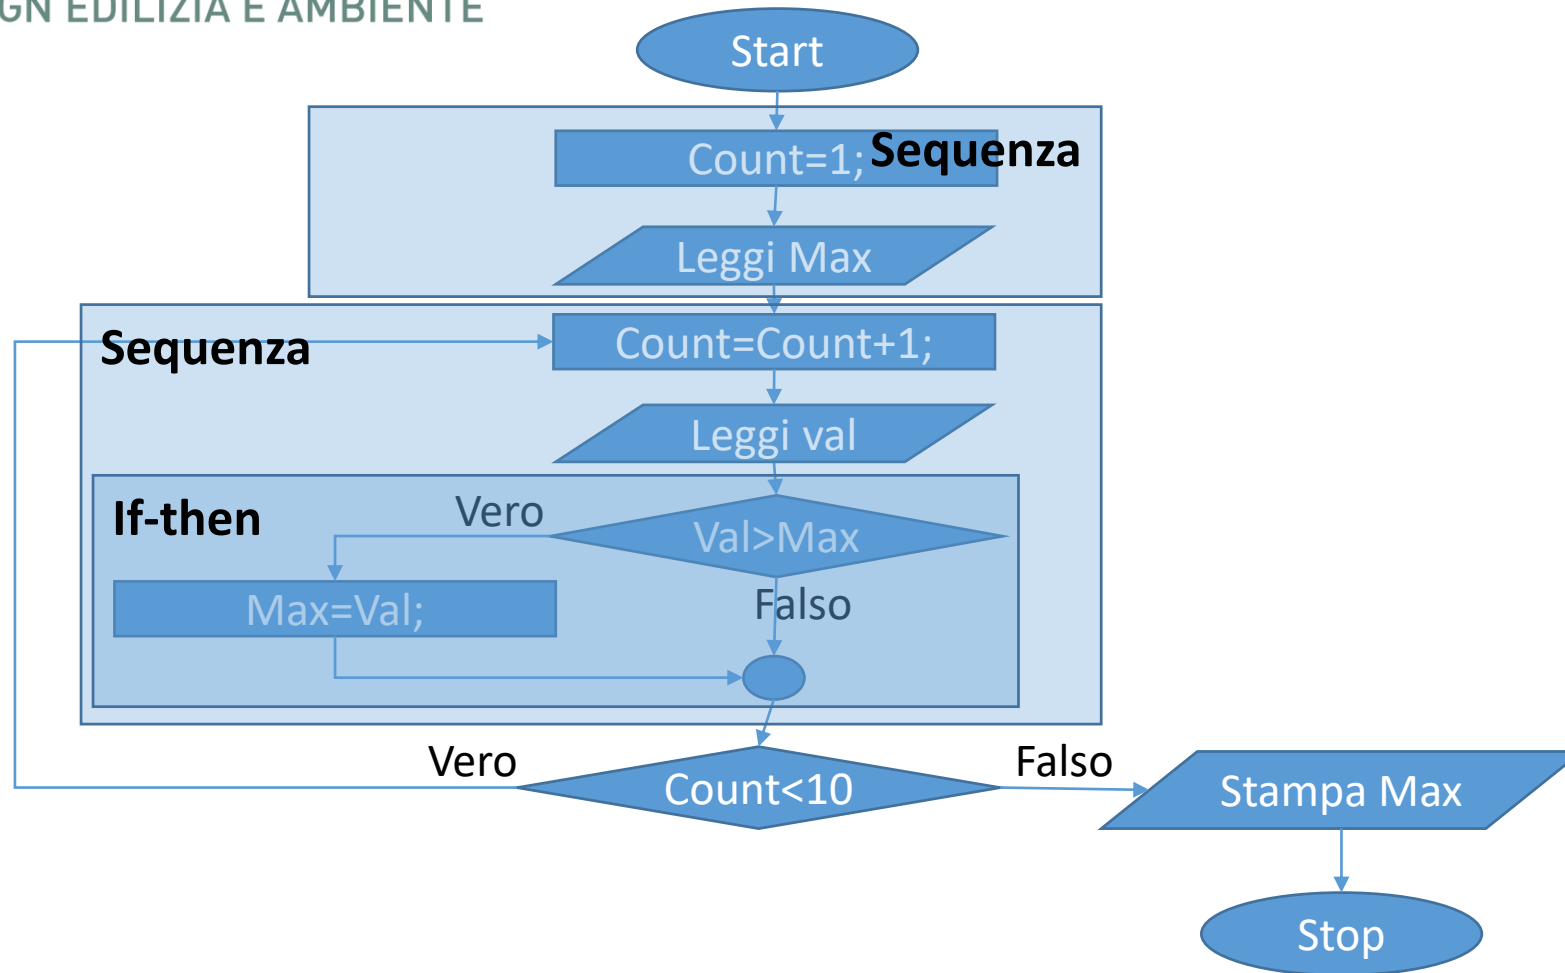 EDILIZIA E AMBIENTE
Start
Count=1;
Sequenza
Leggi Max
Sequenza
Count=Count+1;
Leggi val
If-then
Vero
Val>Max
Max=Val;
Falso
Vero
Count<10
Falso
Stampa Max
Stop